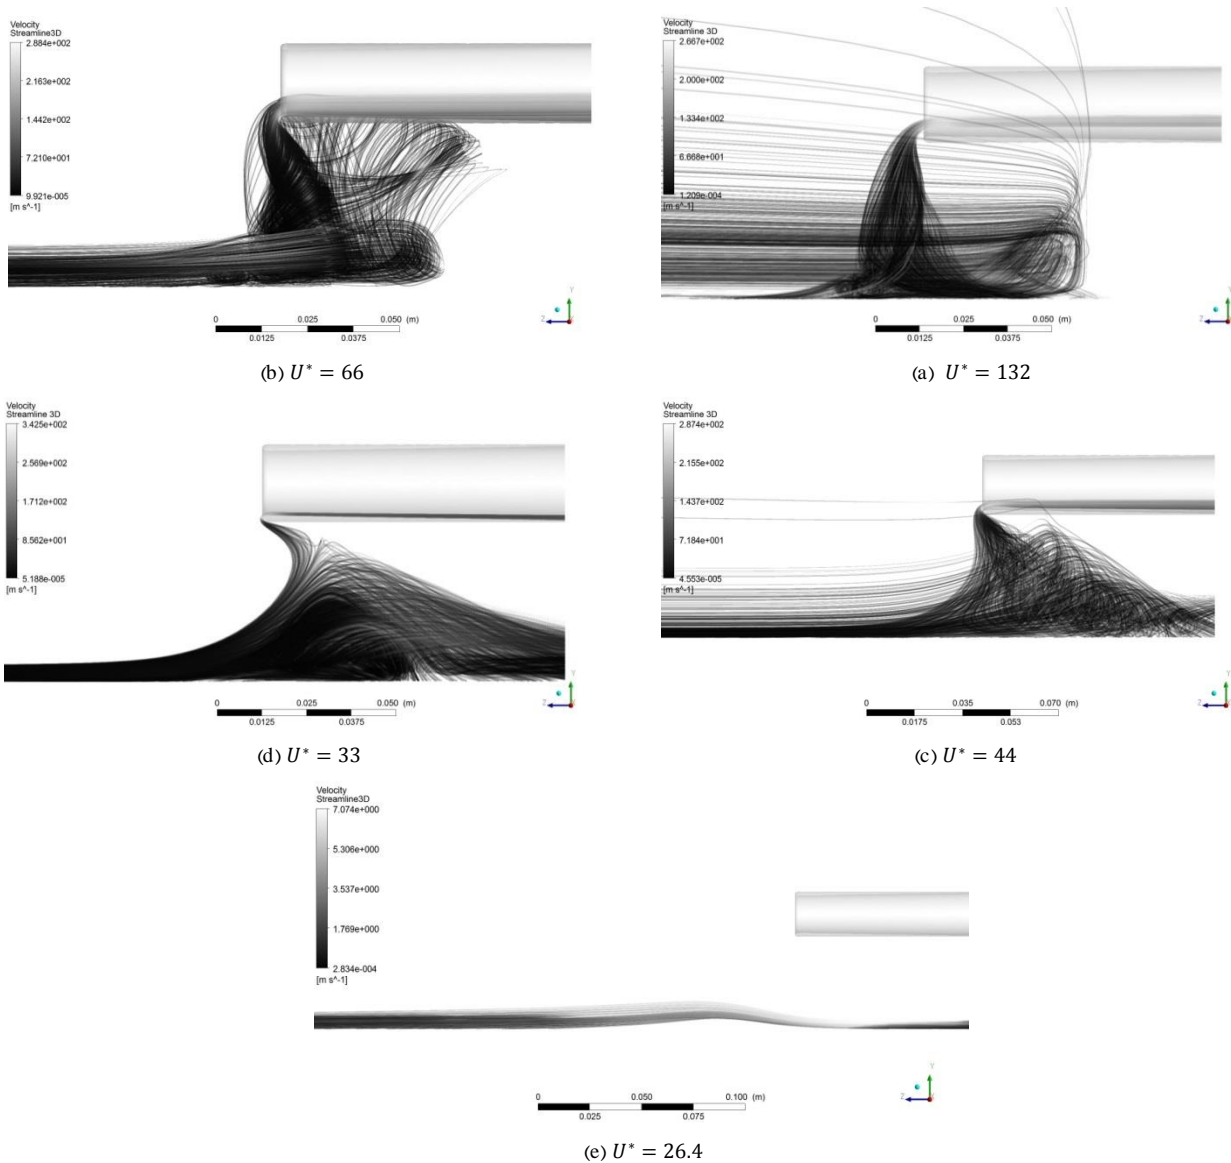 Velocity
Streamline3D
2.884e+002
2.163e+002
1.442e+002
7.210e+001
9.921e-005
[m s^-1]
0 0.025 0.050 (m)
0.0125 0.0375
Y
Z
(b) U* = 66
Velocity
Streamline 3D
2.667e+002
2.000e+002
1.334e+002
6.668e+001
1.209e-004
[m s^-1]
0 0.025 0.050 (m)
0.0125 0.0375
Y
Z
(a) U* = 132
Velocity
Streamline 3D
3.425e+002
2.569e+002
1.712e+002
8.562e+001
5.188e-005
[m s^-1]
0 0.025 0.050 (m)
0.0125 0.0375
Y
Z
(d) U* = 33
Velocity
Streamline 3D
2.874e+002
2.155e+002
1.437e+002
7.184e+001
4.553e-005
[m s^-1]
0 0.035 0.070 (m)
0.0175 0.053
Y
Z
(c) U* = 44
Velocity
Streamline3D
7.074e+000
5.306e+000
3.537e+000
1.769e+000
2.834e-004
[m s^-1]
0 0.050 0.100 (m)
0.025 0.075
Y
Z
(e) U* = 26.4